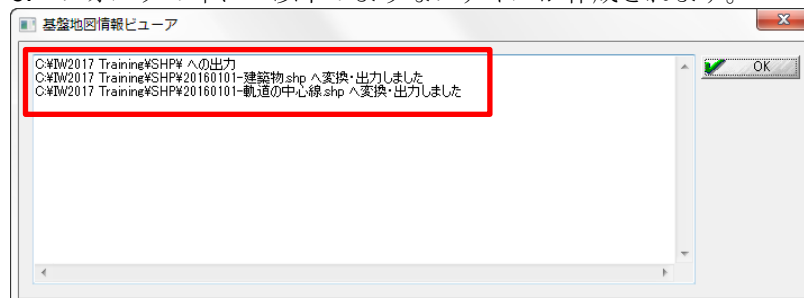 基盤地図情報ビューア
C:¥IW2017 Training¥SHP¥ への出力
C:¥IW2017 Training¥SHP¥20160101-建築物.shp へ変換・出力しました
C:¥IW2017 Training¥SHP¥20160101-軌道の中心線.shp へ変換・出力しました
OK